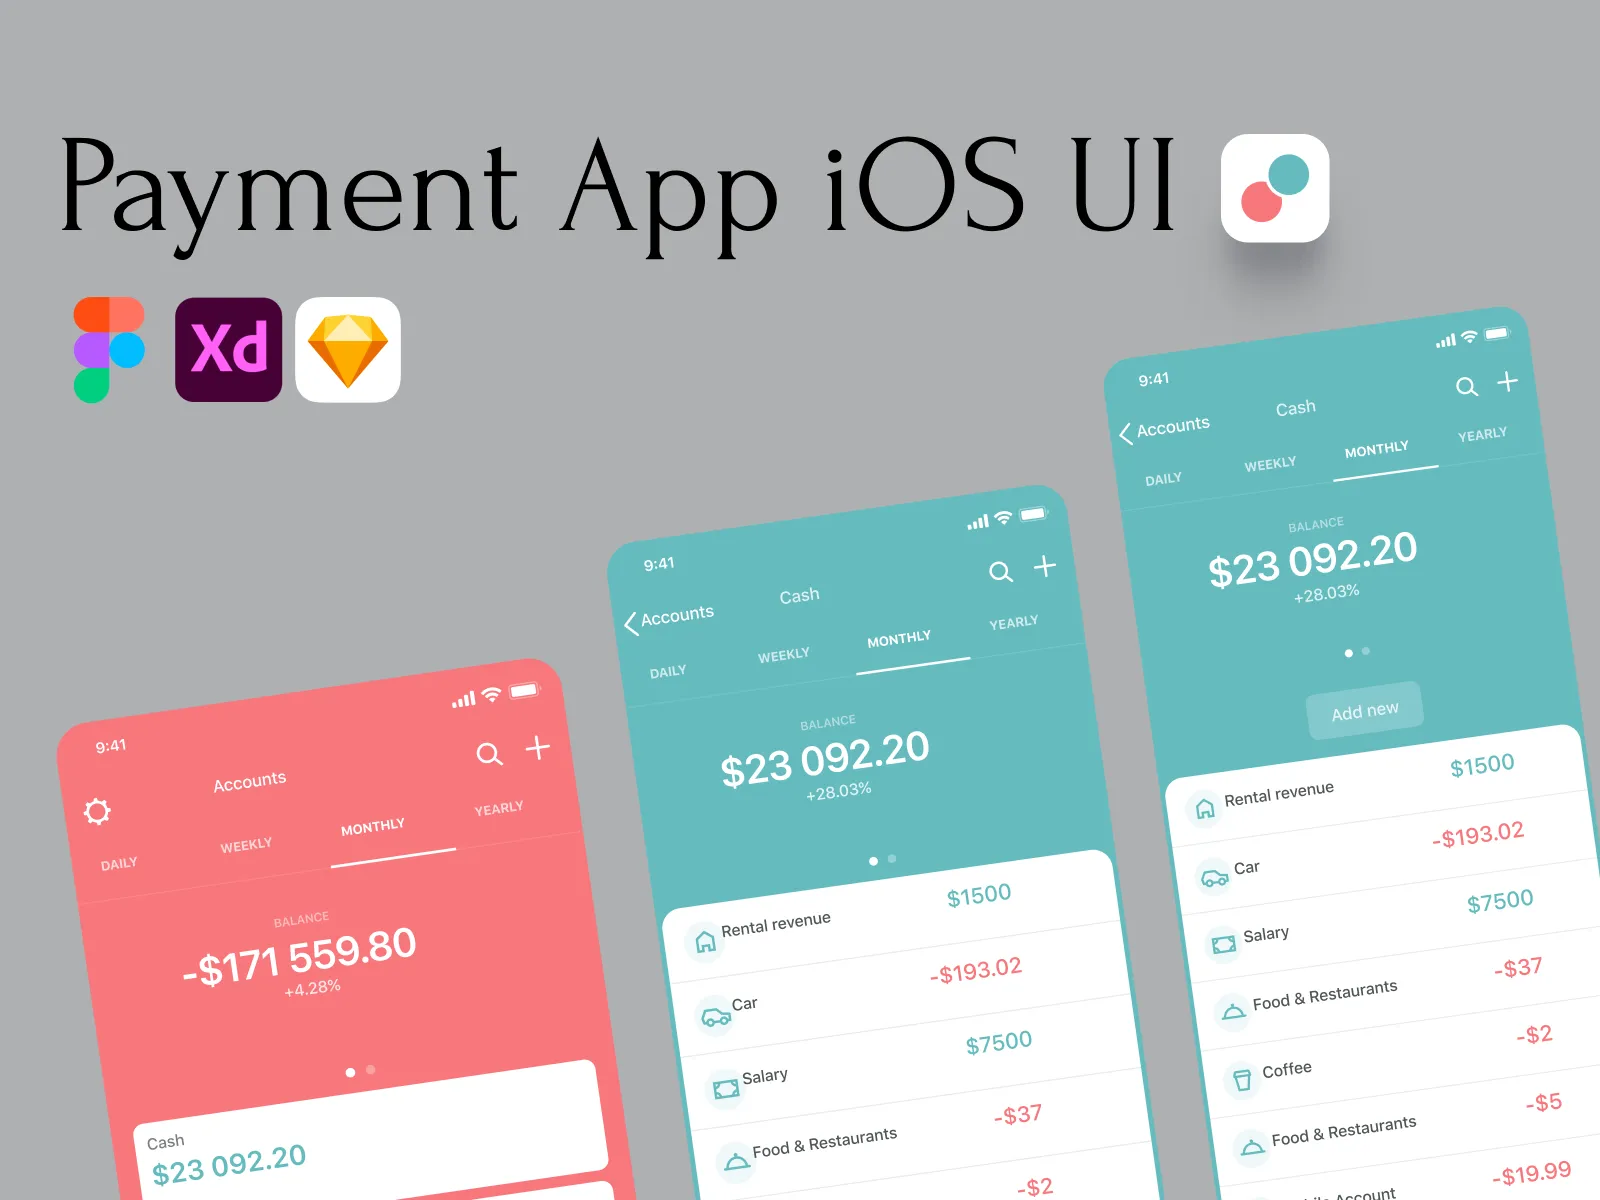 Payment App iOS UI
Xd
9:41
Accounts
DAILY
WEEKLY
MONTHLY
YEARLY
BALANCE
-$171 559.80
+4.28%
Cash
$23 092.20
9:41
Accounts
Cash
DAILY
WEEKLY
MONTHLY
YEARLY
BALANCE
$23 092.20
+28.03%
Rental revenue
$1500
Car
-$193.02
Salary
$7500
Food & Restaurants
-$37
-$2
9:41
Accounts
Cash
DAILY
WEEKLY
MONTHLY
YEARLY
BALANCE
$23 092.20
+28.03%
Add new
Rental revenue
$1500
Car
-$193.02
Salary
$7500
Food & Restaurants
-$37
Coffee
-$2
Food & Restaurants
-$5
Account
-$19.99